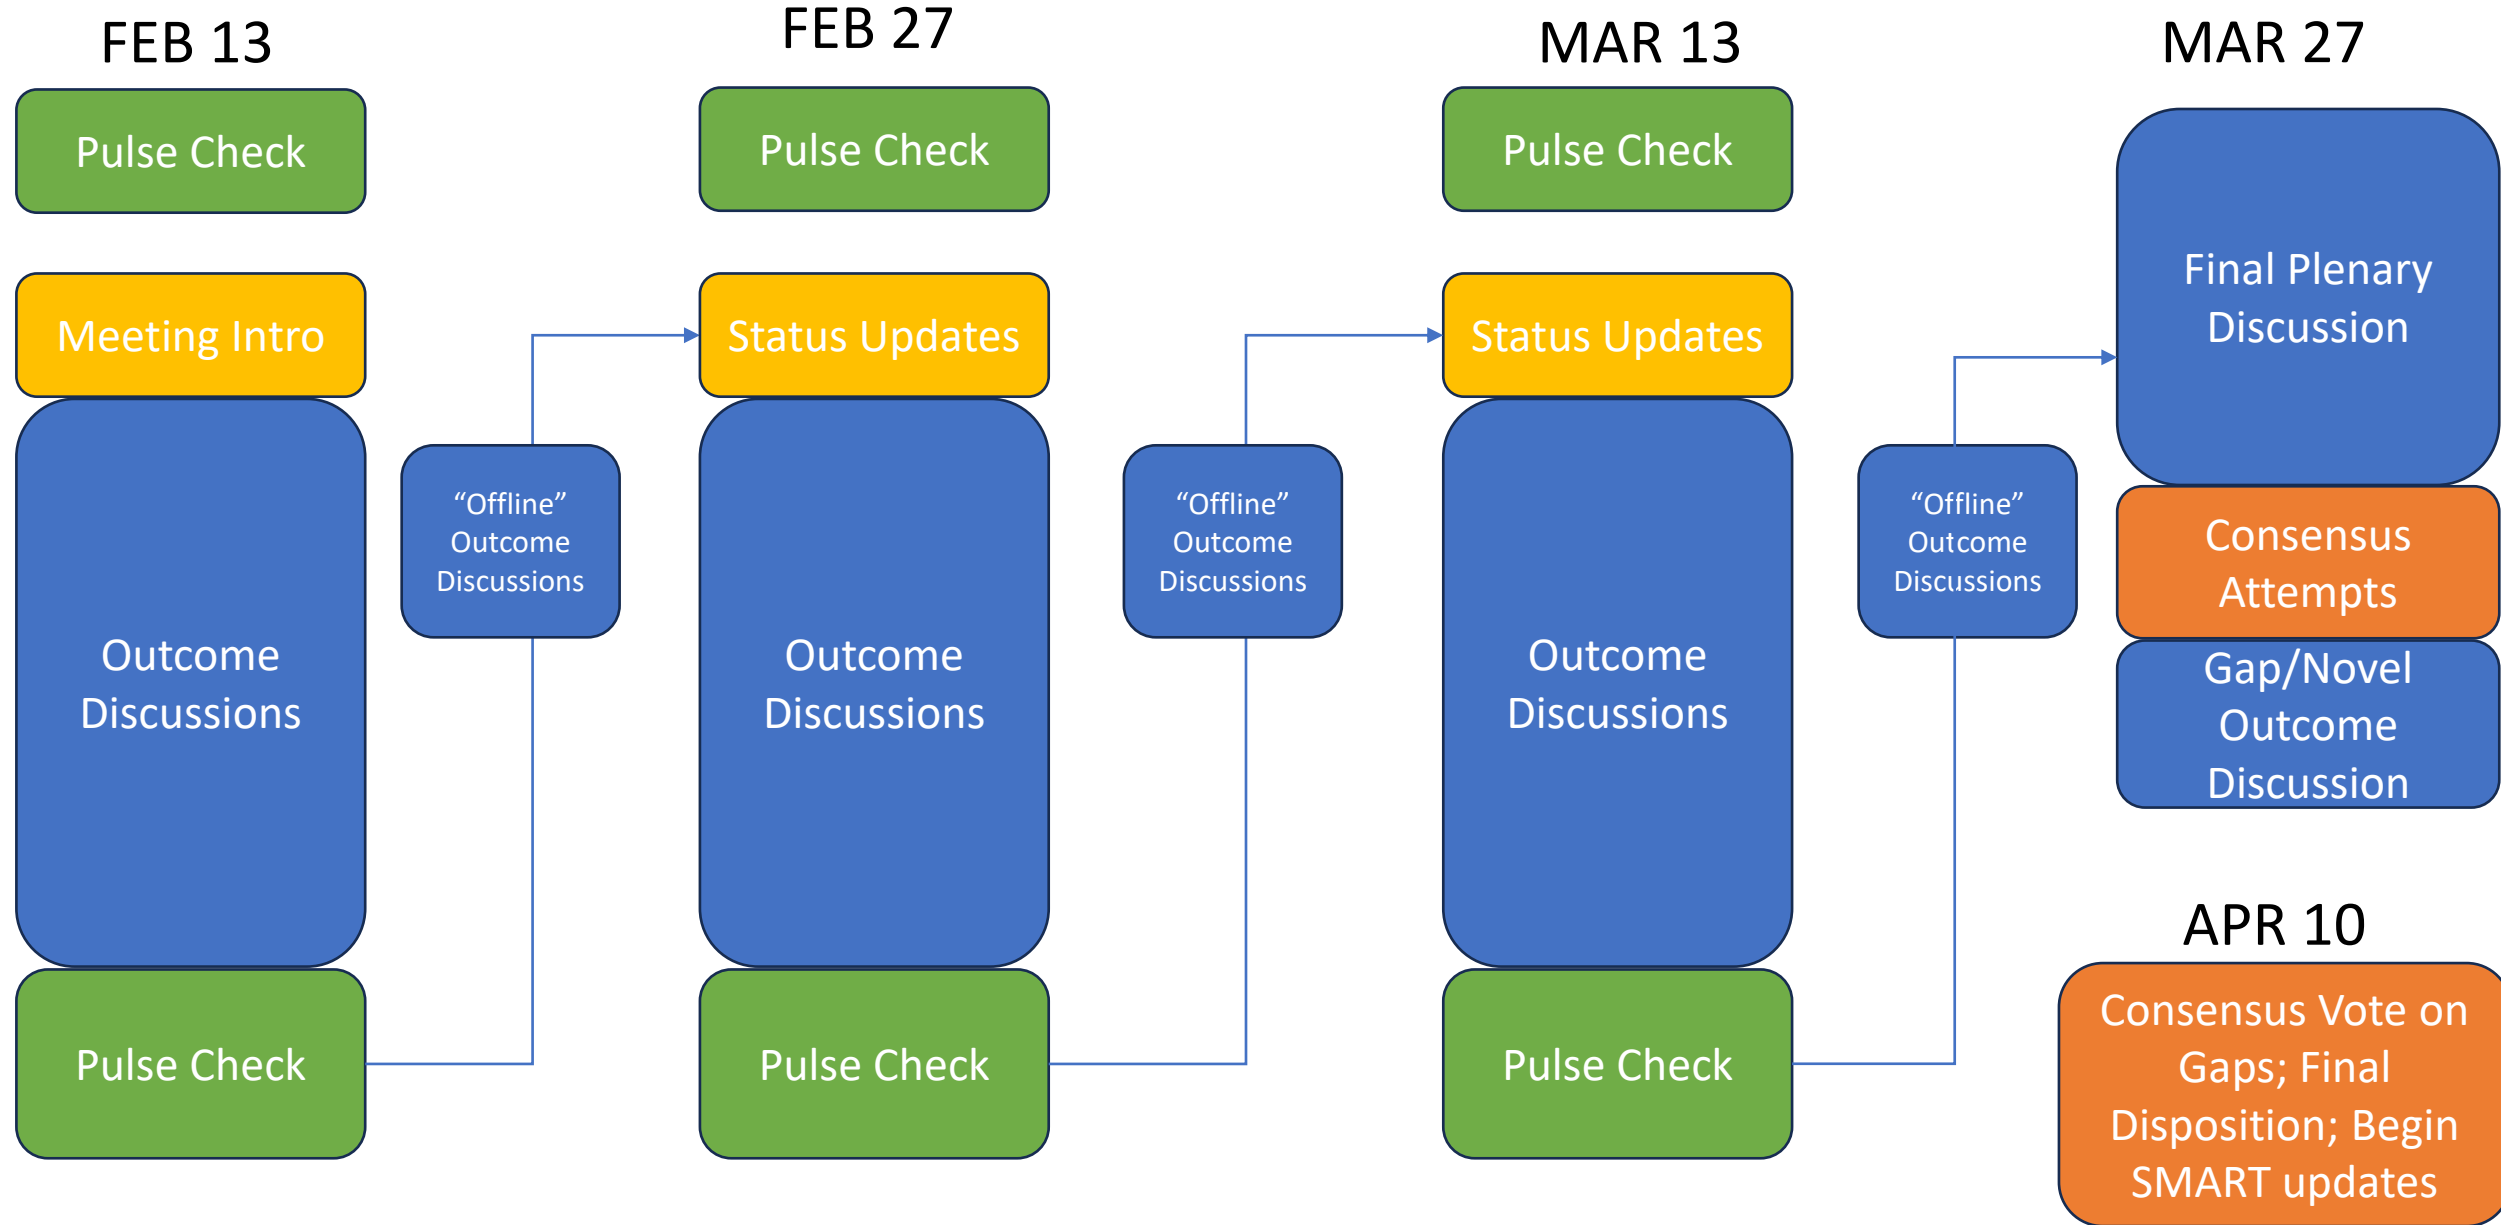 FEB 13
Pulse Check
Meeting Intro
Outcome
Discussions
Pulse Check
“Offline”
Outcome
Discussions
FEB 27
Pulse Check
Status Updates
Outcome
Discussions
Pulse Check
“Offline”
Outcome
Discussions
MAR 13
Pulse Check
Status Updates
Outcome
Discussions
Pulse Check
“Offline”
Outcome
Discussions
MAR 27
Final Plenary
Discussion
Consensus
Attempts
Gap/Novel
Outcome
Discussion
APR 10
Consensus Vote on
Gaps; Final
Disposition; Begin
SMART updates